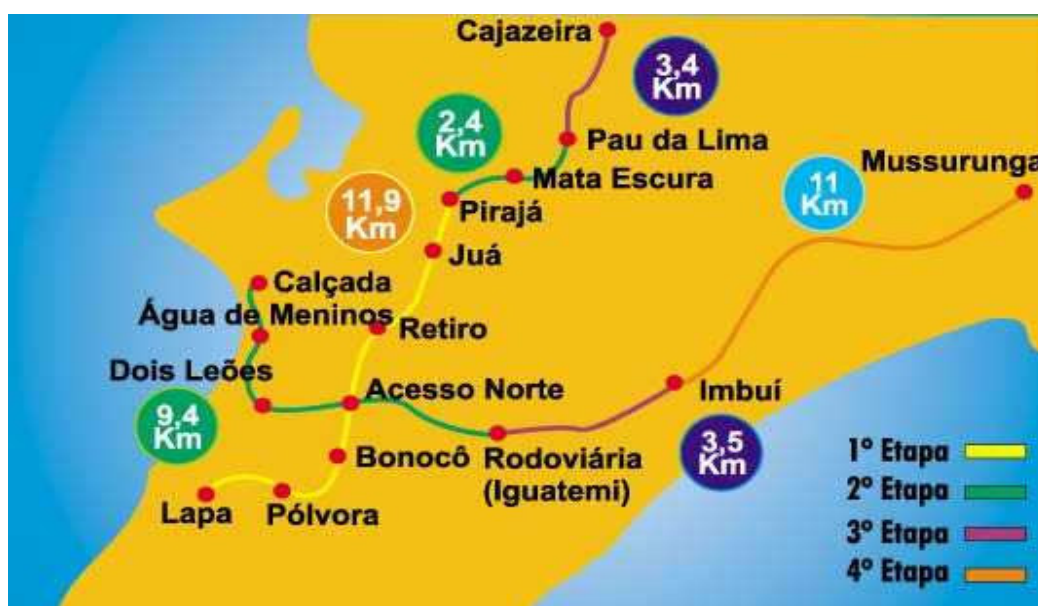 Cajazeira
3,4
Km
2,4
Km
Pau da Lima
Mussurunga
Mata Escura
11
Km
11,9
Km
Pirajá
Juá
Calçada
Água de Meninos
Retiro
Dois Leões
Acesso Norte
Imbuí
9,4
Km
3,5
Km
Bonocô
Rodoviária
(Iguatemi)
Lapa
Pólvora
1º Etapa
2º Etapa
3º Etapa
4º Etapa